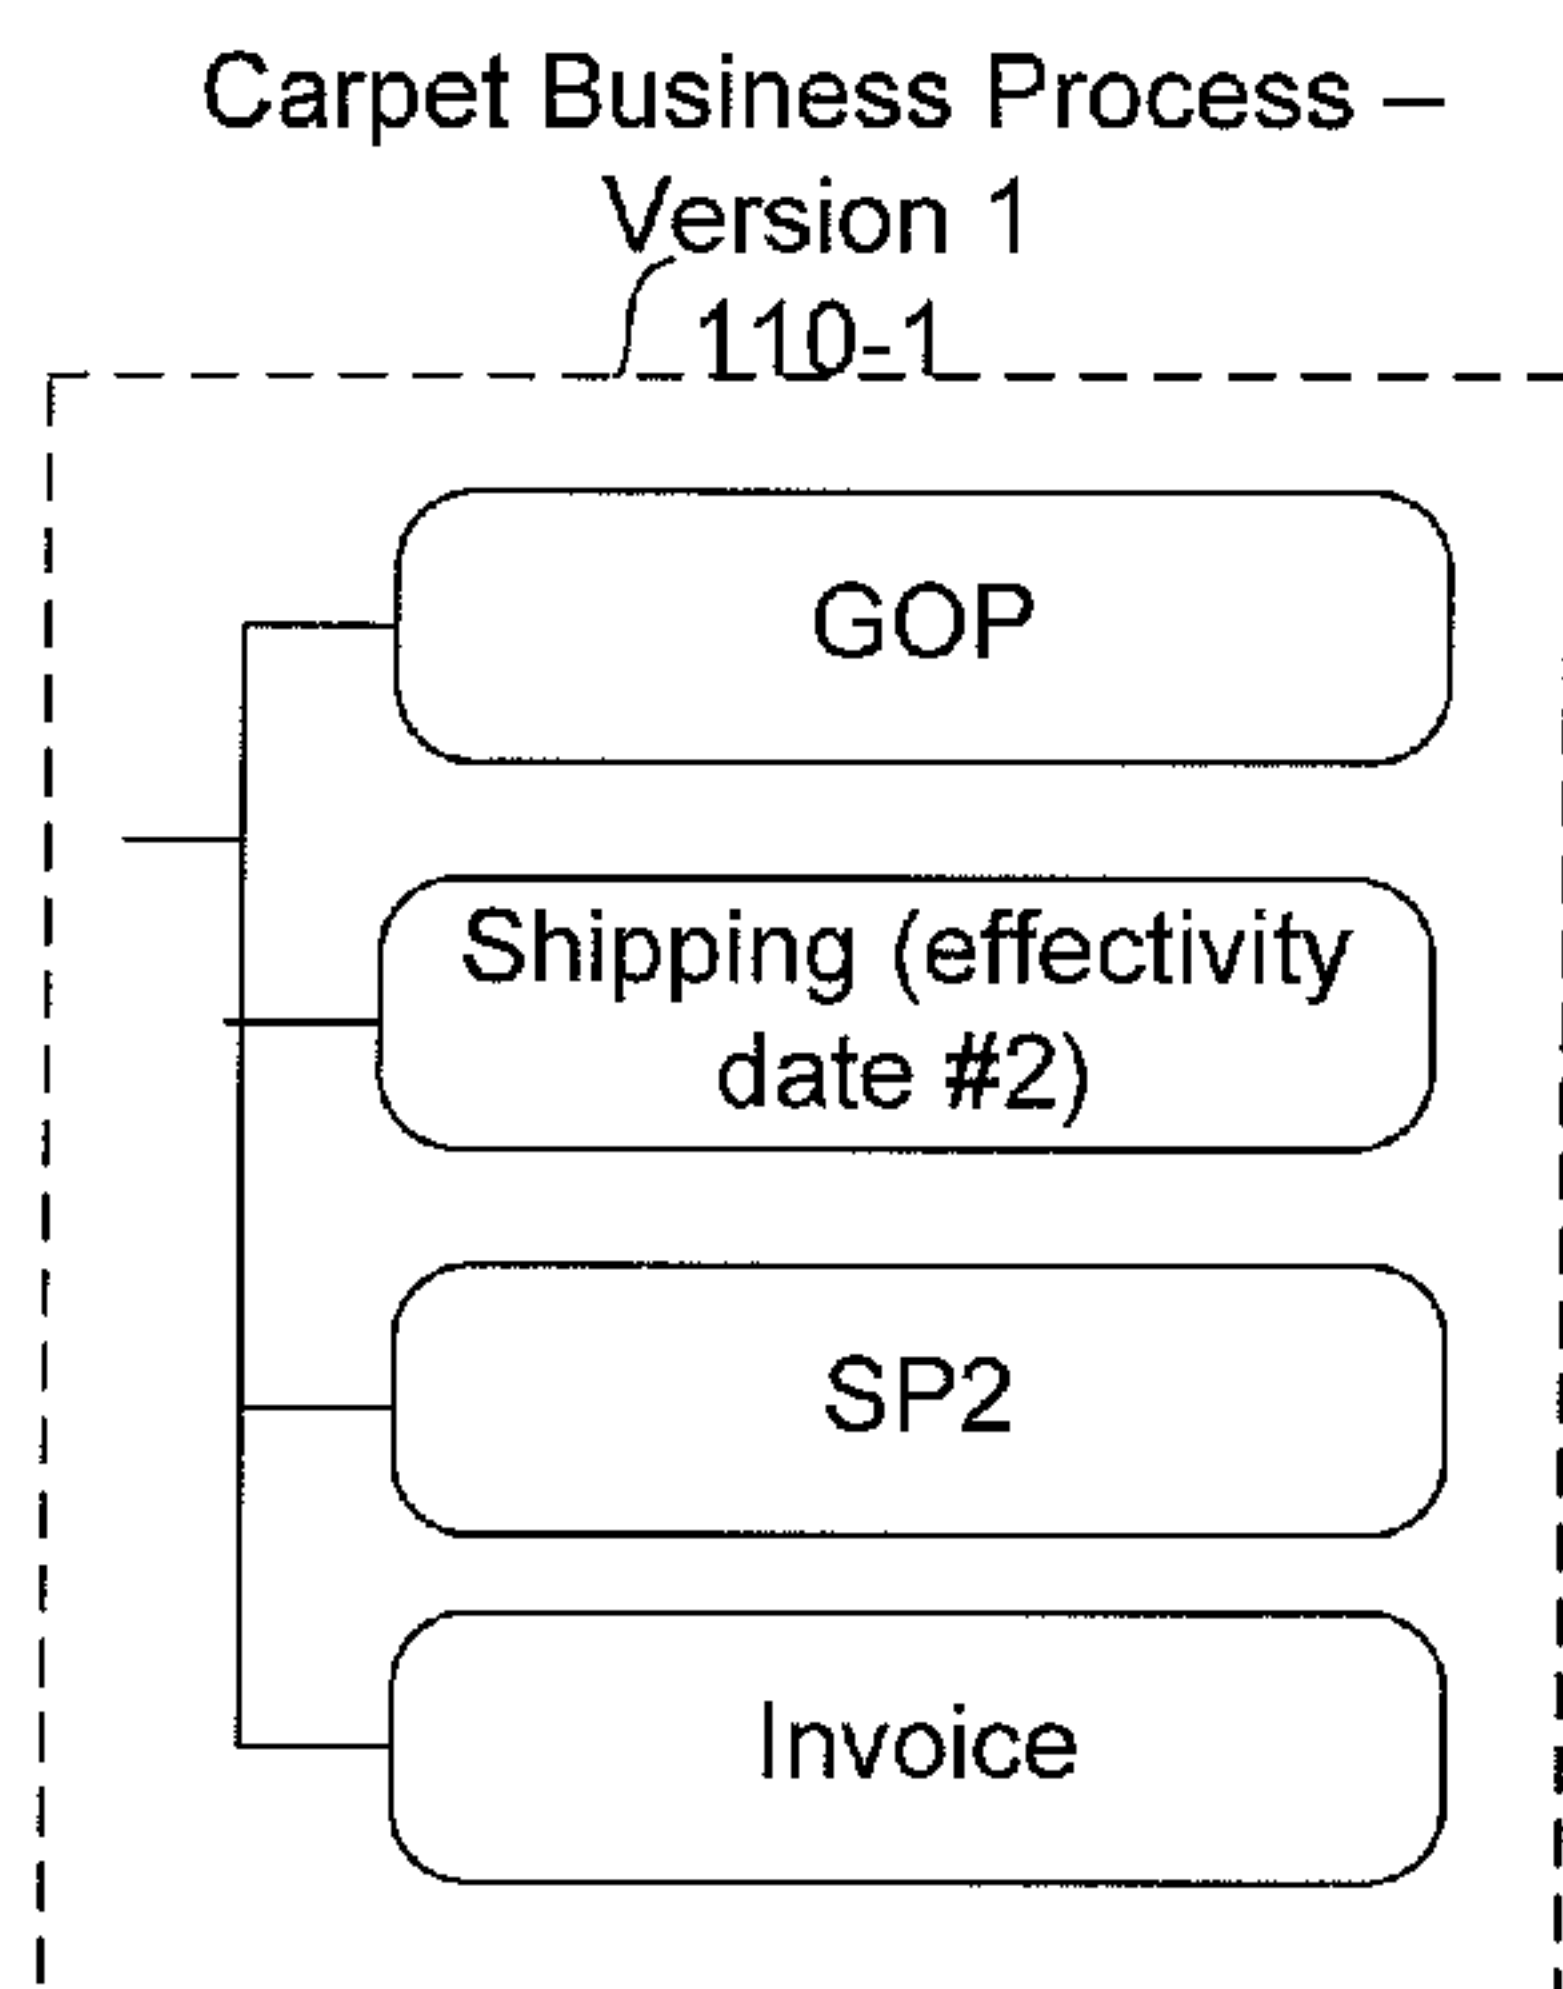 Carpet Business Process –
Version 1
110-1
GOP
Shipping (effectivity
date #2)
SP2
Invoice